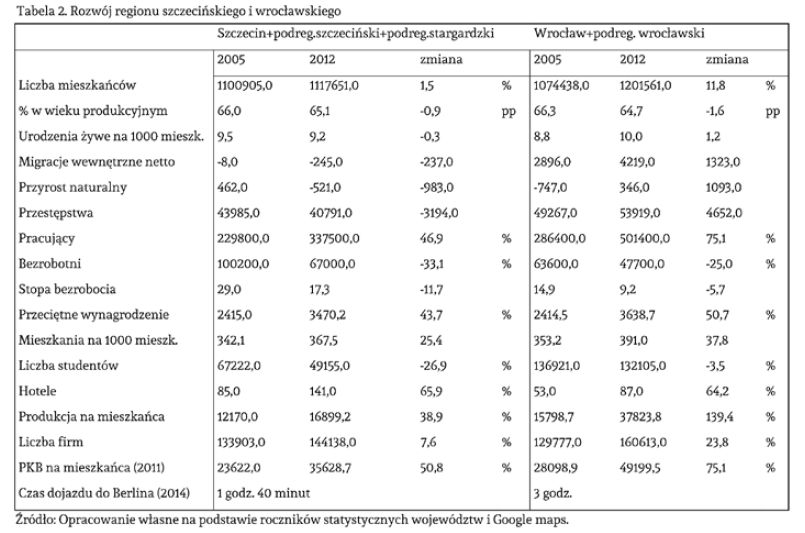 Tabela 2. Rozwój regionu szczecińskiego i wrocławskiego
Szczecin+podreg.szczeciński+podreg.stargardzki Wrocław+podreg. wrocławski
2005 2012 zmiana 2005 2012 zmiana
Liczba mieszkańców 1100905,0 1117651,0 1,5 % 1074438,0 1201561,0 11,8 %
% w wieku produkcyjnym 66,0 65,1 -0,9 pp 66,3 64,7 -1,6 pp
Urodzenia żywe na 1000 mieszk. 9,5 9,2 -0,3 8,8 10,0 1,2
Migracje wewnętrzne netto -8,0 -245,0 -237,0 2896,0 4219,0 1323,0
Przyrost naturalny 462,0 -521,0 -983,0 -747,0 346,0 1093,0
Przestępstwa 43985,0 40791,0 -3194,0 49267,0 53919,0 4652,0
Pracujący 229800,0 337500,0 46,9 % 286400,0 501400,0 75,1 %
Bezrobotni 100200,0 67000,0 -33,1 % 63600,0 47700,0 -25,0 %
Stopa bezrobocia 29,0 17,3 -11,7 14,9 9,2 -5,7
Przeciętne wynagrodzenie 2415,0 3470,2 43,7 % 2414,5 3638,7 50,7 %
Mieszkania na 1000 mieszk. 342,1 367,5 25,4 353,2 391,0 37,8
Liczba studentów 67222,0 49155,0 -26,9 % 136921,0 132105,0 -3,5 %
Hotele 85,0 141,0 65,9 % 53,0 87,0 64,2 %
Produkcja na mieszkańca 12170,0 16899,2 38,9 % 15798,7 37823,8 139,4 %
Liczba firm 133903,0 144138,0 7,6 % 129777,0 160613,0 23,8 %
PKB na mieszkańca (2011) 23622,0 35628,7 50,8 % 28098,9 49199,5 75,1 %
Czas dojazdu do Berlina (2014) 1 godz. 40 minut 3 godz.
Źródło: Opracowanie własne na podstawie roczników statystycznych województw i Google maps.